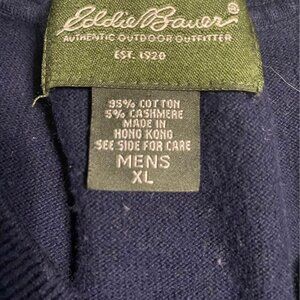 Eddie Bauer®
AUTHENTIC OUTDOOR OUTFITTER
EST. 1920
95% COTTON
5% CASHMERE
MADE IN
HONG KONG
SEE SIDE FOR CARE
MENS
XL